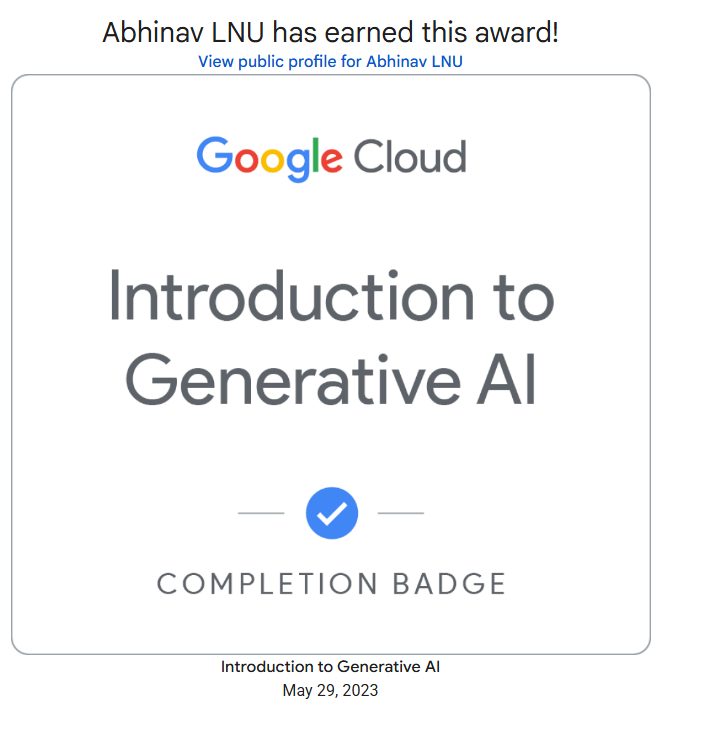 Abhinav LNU has earned this award!
View public profile for Abhinav LNU
Google Cloud
Introduction to
Generative AI
COMPLETION BADGE
Introduction to Generative AI
May 29, 2023